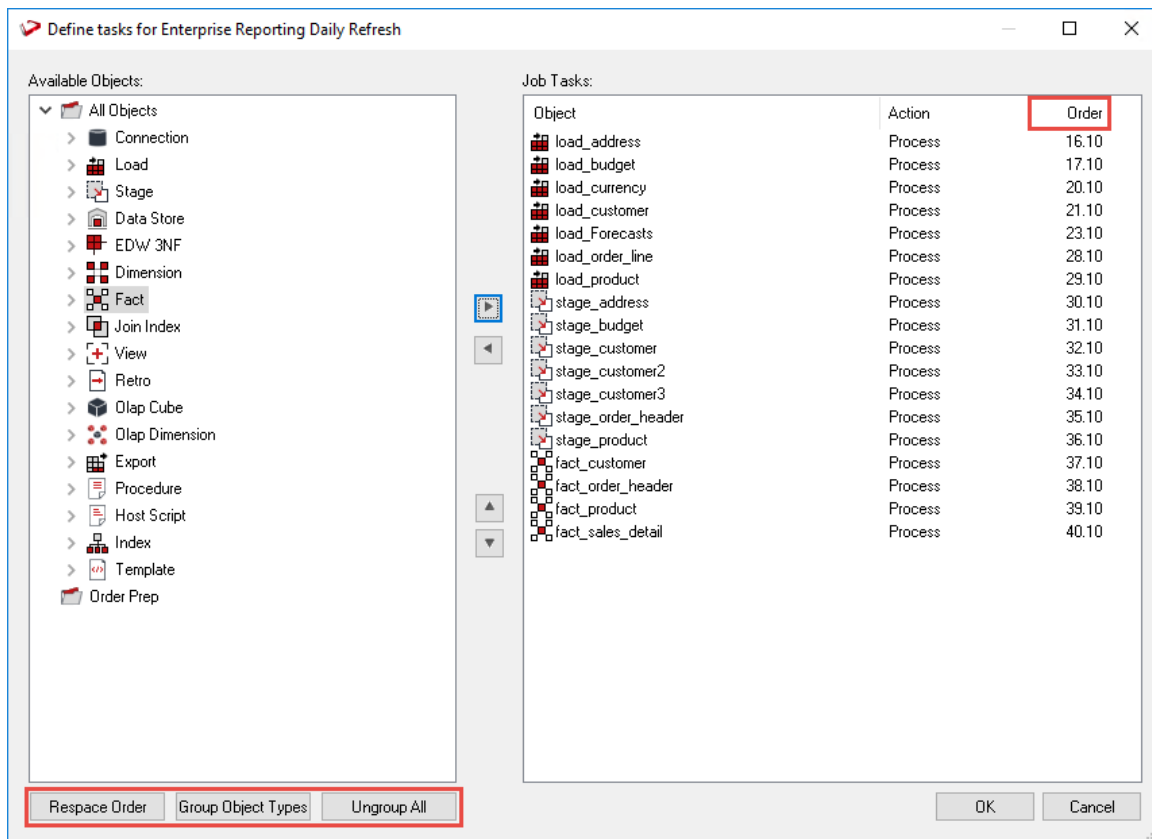 Define tasks for Enterprise Reporting Daily Refresh
Available Objects:
All Objects
Connection
Load
Stage
Data Store
EDW 3NF
Dimension
Fact
Join Index
View
Retro
Olap Cube
Olap Dimension
Export
Procedure
Host Script
Index
Template
Order Prep
Respace Order Group Object Types Ungroup All
Job Tasks:
Object Action Order
load_address Process 16.10
load_budget Process 17.10
load_currency Process 20.10
load_customer Process 21.10
load_Forecasts Process 23.10
load_order_line Process 28.10
load_product Process 29.10
stage_address Process 30.10
stage_budget Process 31.10
stage_customer Process 32.10
stage_customer2 Process 33.10
stage_customer3 Process 34.10
stage_order_header Process 35.10
stage_product Process 36.10
fact_customer Process 37.10
fact_order_header Process 38.10
fact_product Process 39.10
fact_sales_detail Process 40.10
OK Cancel